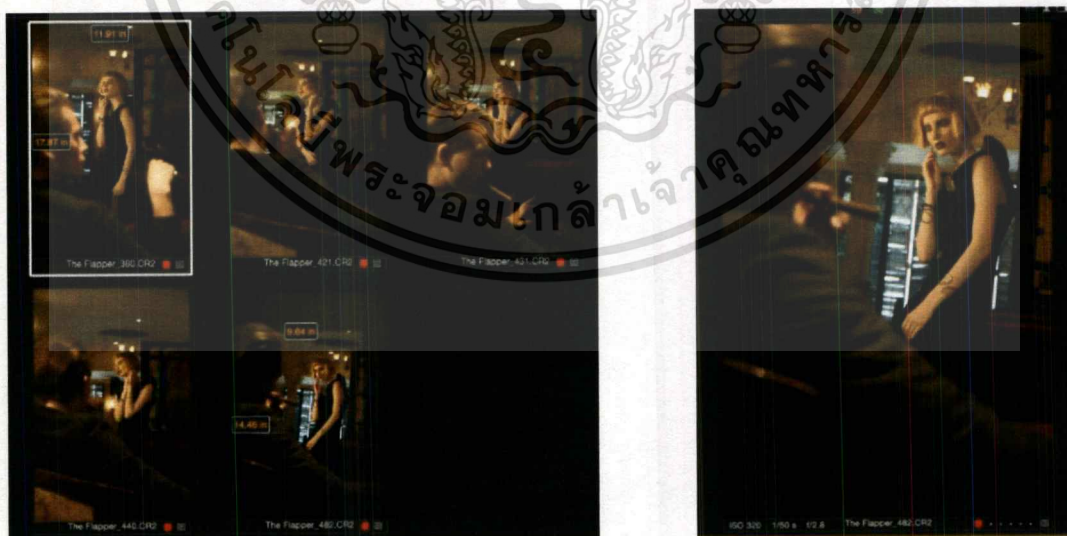 11.91 in
17.87 in
The Flapper_360.CR2
The Flapper_421.CR2
The Flapper_431.CR2
9.64 in
14.46 in
The Flapper_440.CR2
The Flapper_482.CR2
ISO 320 1/50 s f/2.8 The Flapper_482.CR2
พระจอมเกล้าเจ้าคุณทหาร